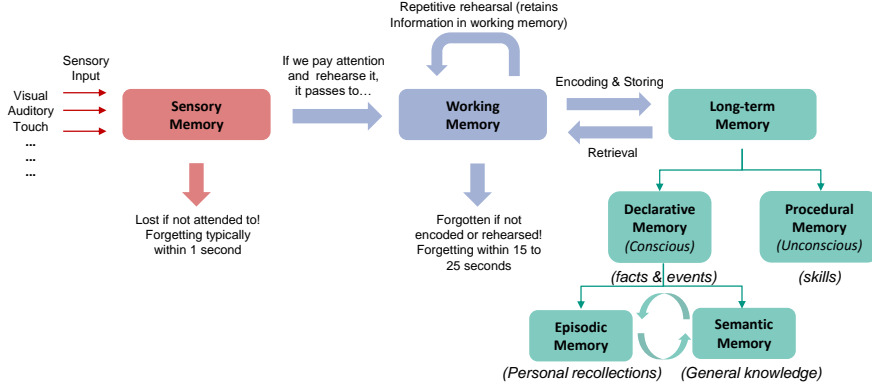 Repetitive rehearsal (retains
Information in working memory)
Sensory
Input
Visual
Auditory
Touch
...
...
...
Sensory
Memory
If we pay attention
and rehearse it,
it passes to…
Working
Memory
Encoding & Storing
Retrieval
Long-term
Memory
Lost if not attended to!
Forgetting typically
within 1 second
Forgotten if not
encoded or rehearsed!
Forgetting within 15 to
25 seconds
Declarative
Memory
(Conscious)
(facts & events)
Procedural
Memory
(Unconscious)
(skills)
Episodic
Memory
(Personal recollections)
Semantic
Memory
(General knowledge)